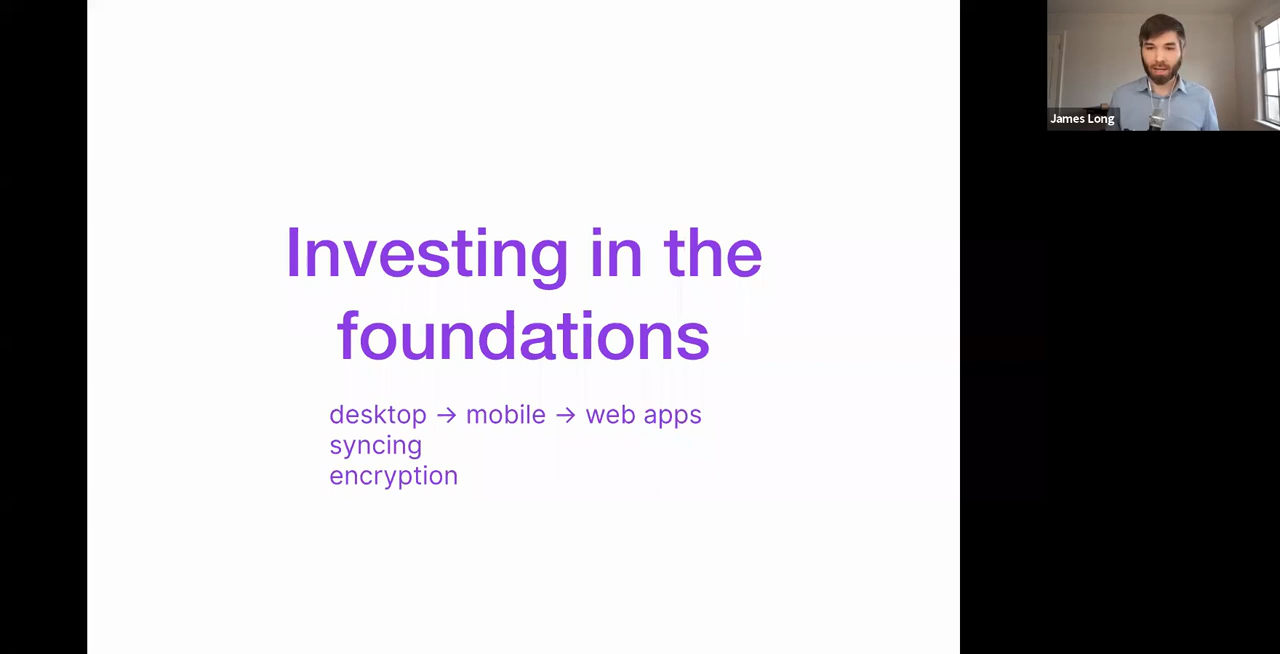 Investing in the
foundations
desktop → mobile → web apps
syncing
encryption
James Long